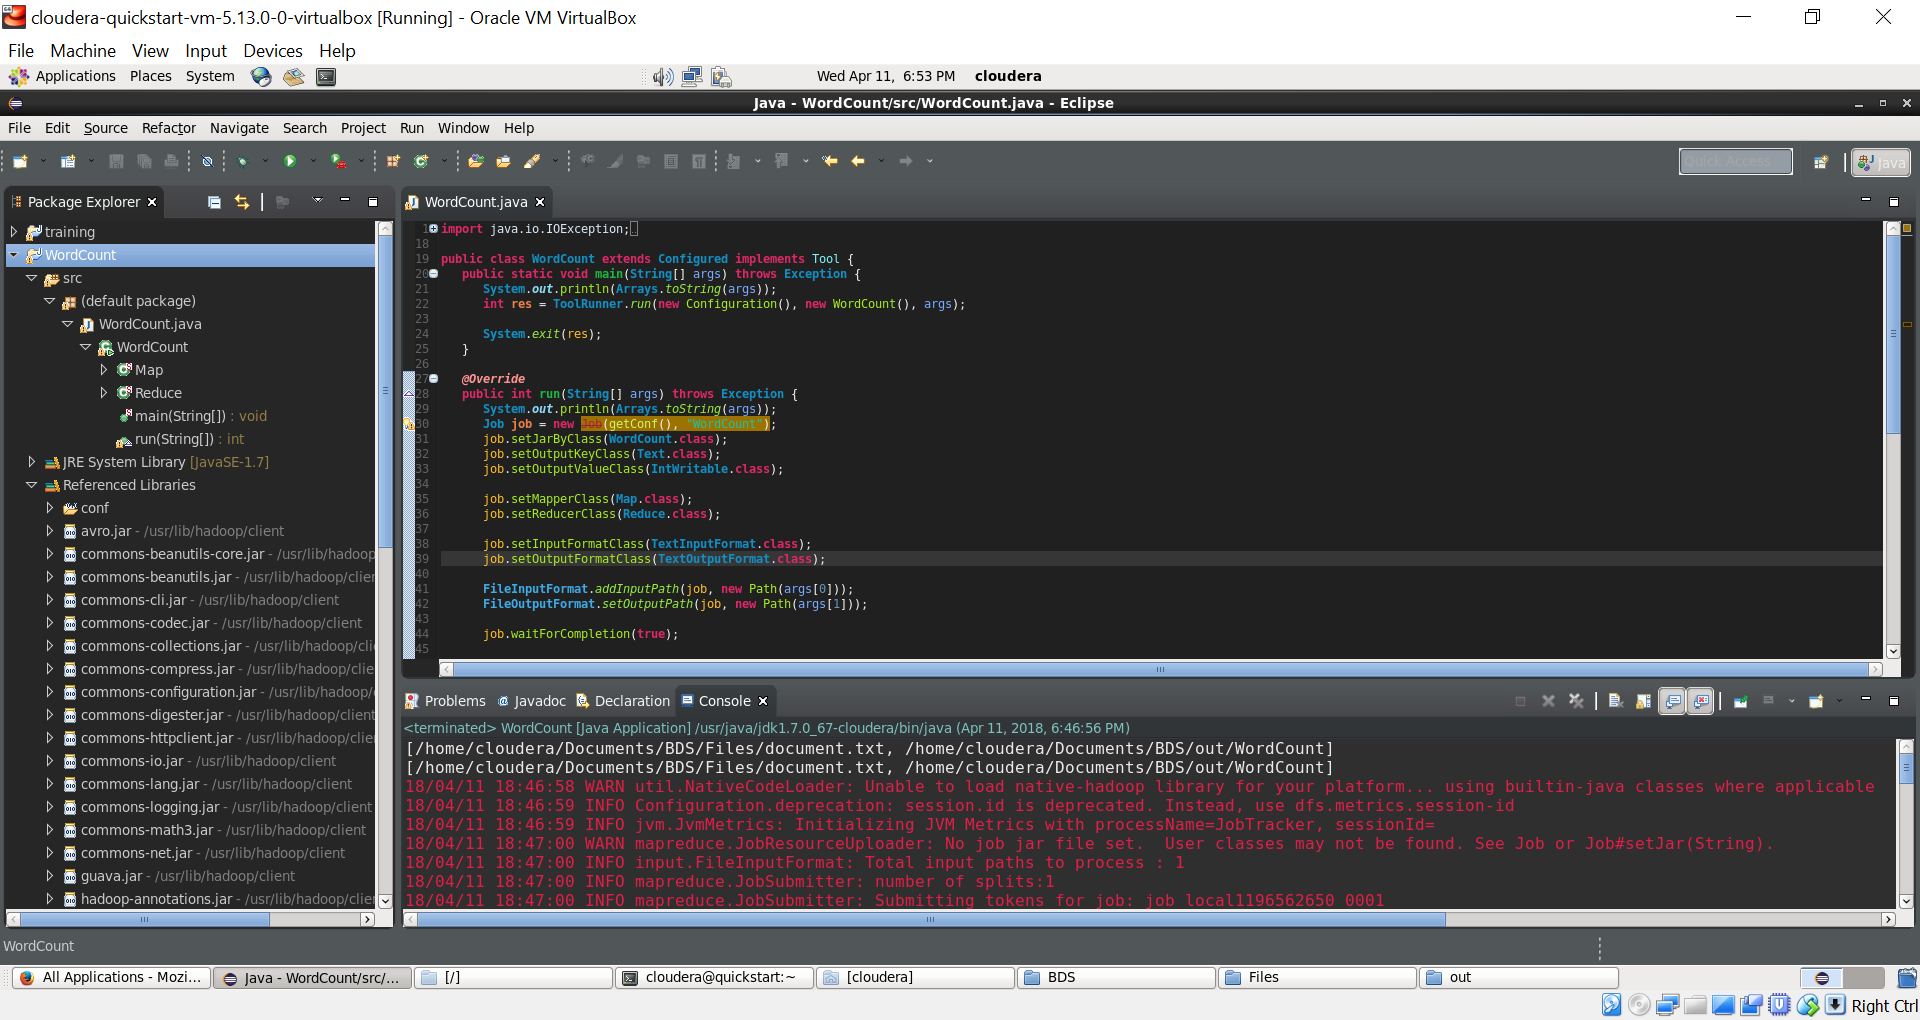 cloudera-quickstart-vm-5.13.0-0-virtualbox [Running] - Oracle VM VirtualBox
File Machine View Input Devices Help
Applications Places System Wed Apr 11, 6:53 PM cloudera
Java - WordCount/src/WordCount.java - Eclipse
File Edit Source Refactor Navigate Search Project Run Window Help
Quick Access Java
Package Explorer
training
WordCount
src
(default package)
WordCount.java
WordCount
Map
Reduce
main(String[]) : void
run(String[]) : int
JRE System Library [JavaSE-1.7]
Referenced Libraries
conf
avro.jar - /usr/lib/hadoop/client
commons-beanutils-core.jar - /usr/lib/hadoop
commons-beanutils.jar - /usr/lib/hadoop/clier
commons-cli.jar - /usr/lib/hadoop/client
commons-codec.jar - /usr/lib/hadoop/client
commons-collections.jar - /usr/lib/hadoop/cli
commons-compress.jar - /usr/lib/hadoop/clie
commons-configuration.jar - /usr/lib/hadoop/
commons-digester.jar - /usr/lib/hadoop/client
commons-httpclient.jar - /usr/lib/hadoop/clie
commons-io.jar - /usr/lib/hadoop/client
commons-lang.jar - /usr/lib/hadoop/client
commons-logging.jar - /usr/lib/hadoop/client
commons-math3.jar - /usr/lib/hadoop/client
commons-net.jar - /usr/lib/hadoop/client
guava.jar - /usr/lib/hadoop/client
hadoop-annotations.jar - /usr/lib/hadoop/clier
WordCount.java
1 import java.io.IOException;
18
19 public class WordCount extends Configured implements Tool {
20 public static void main(String[] args) throws Exception {
21 System.out.println(Arrays.toString(args));
22 int res = ToolRunner.run(new Configuration(), new WordCount(), args);
23
24 System.exit(res);
25 }
26
27 @Override
28 public int run(String[] args) throws Exception {
29 System.out.println(Arrays.toString(args));
30 Job job = new Job(getConf(), "WordCount");
31 job.setJarByClass(WordCount.class);
32 job.setOutputKeyClass(Text.class);
33 job.setOutputValueClass(IntWritable.class);
34
35 job.setMapperClass(Map.class);
36 job.setReducerClass(Reduce.class);
37
38 job.setInputFormatClass(TextInputFormat.class);
39 job.setOutputFormatClass(TextOutputFormat.class);
40
41 FileInputFormat.addInputPath(job, new Path(args[0]));
42 FileOutputFormat.setOutputPath(job, new Path(args[1]));
43
44 job.waitForCompletion(true);
45
Problems @ Javadoc Declaration Console
<terminated> WordCount [Java Application] /usr/java/jdk1.7.0_67-cloudera/bin/java (Apr 11, 2018, 6:46:56 PM)
[/home/cloudera/Documents/BDS/Files/document.txt, /home/cloudera/Documents/BDS/out/WordCount]
[/home/cloudera/Documents/BDS/Files/document.txt, /home/cloudera/Documents/BDS/out/WordCount]
18/04/11 18:46:58 WARN util.NativeCodeLoader: Unable to load native-hadoop library for your platform... using builtin-java classes where applicable
18/04/11 18:46:59 INFO Configuration.deprecation: session.id is deprecated. Instead, use dfs.metrics.session-id
18/04/11 18:46:59 INFO jvm.JvmMetrics: Initializing JVM Metrics with processName=JobTracker, sessionId=
18/04/11 18:47:00 WARN mapreduce.JobResourceUploader: No job jar file set.  User classes may not be found. See Job or Job#setJar(String).
18/04/11 18:47:00 INFO input.FileInputFormat: Total input paths to process : 1
18/04/11 18:47:00 INFO mapreduce.JobSubmitter: number of splits:1
18/04/11 18:47:00 INFO mapreduce.JobSubmitter: Submitting tokens for job: job_local1196562650_0001
WordCount
All Applications - Mozi... Java - WordCount/src/... [/] cloudera@quickstart:~ [cloudera] BDS Files out
Right Ctrl